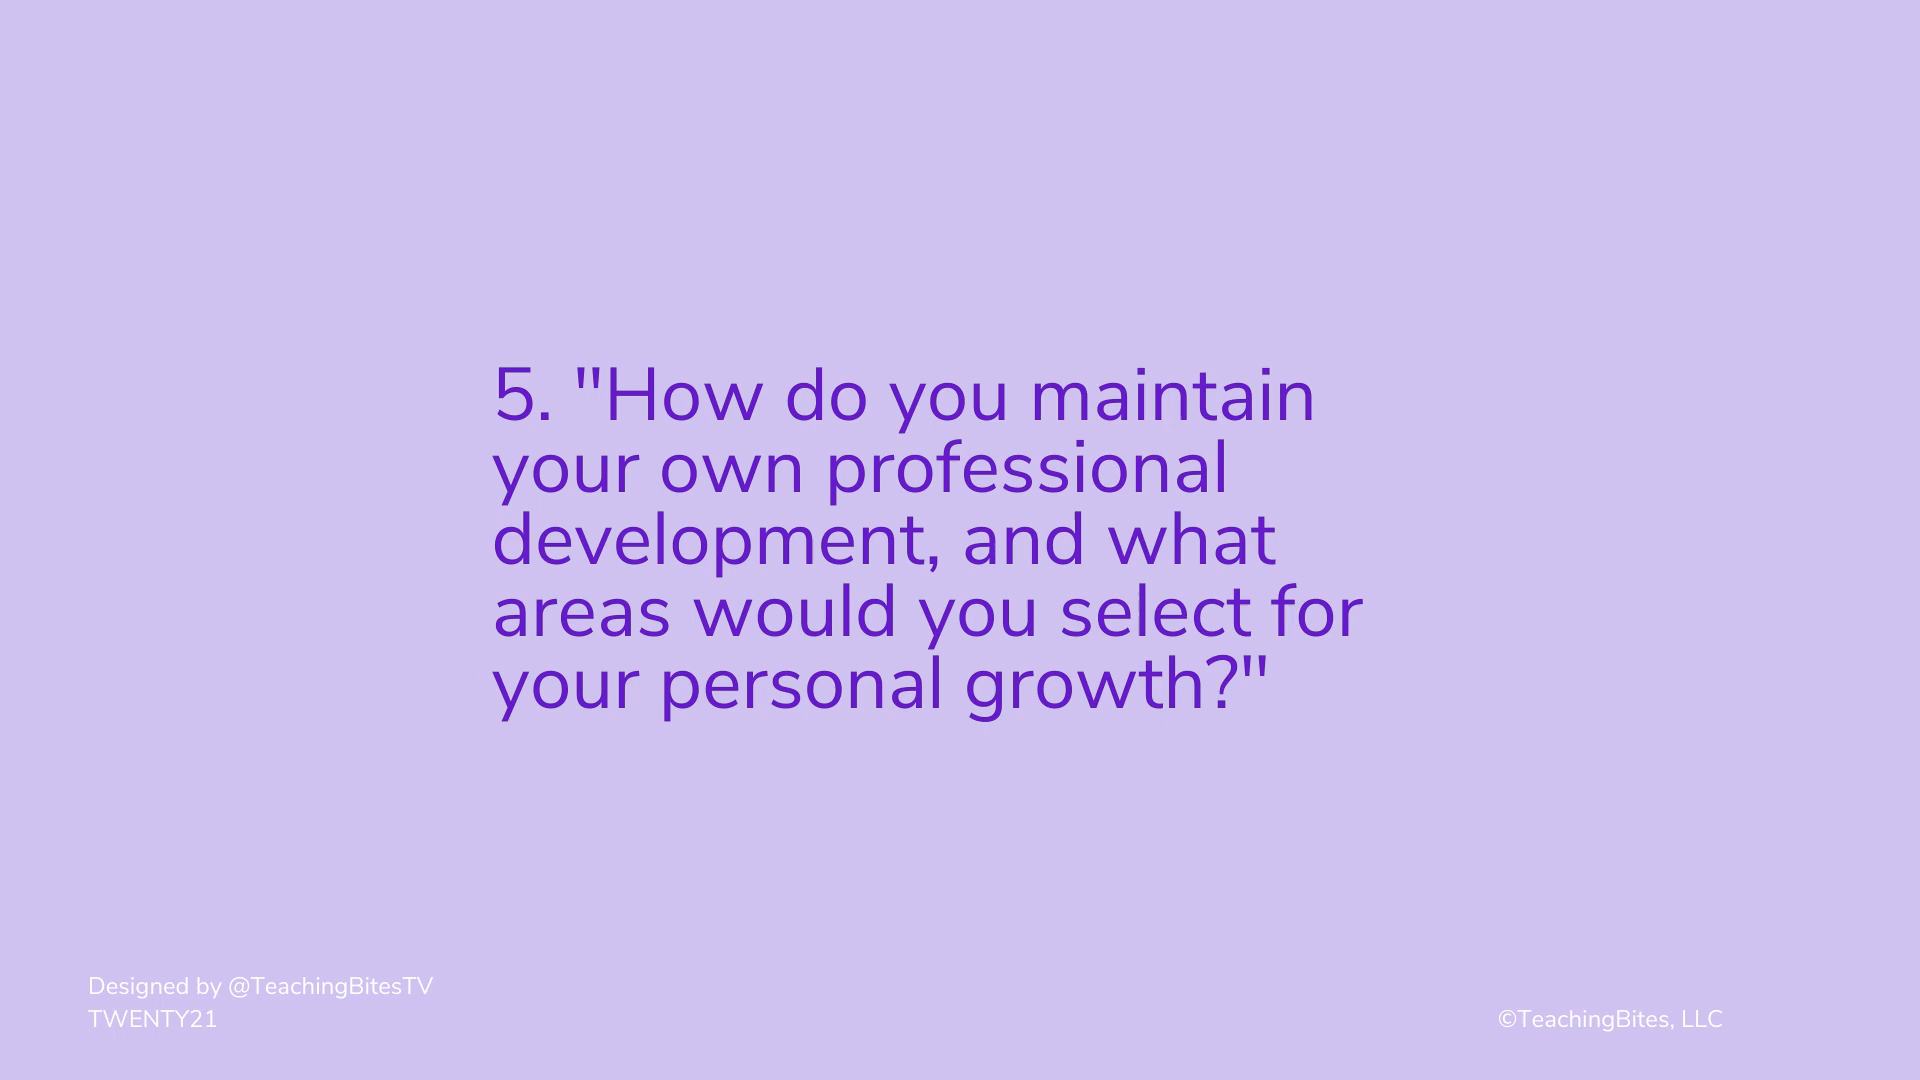 5. "How do you maintain
your own professional
development, and what
areas would you select for
your personal growth?"
Designed by @TeachingBitesTV
TWENTY21
©TeachingBites, LLC